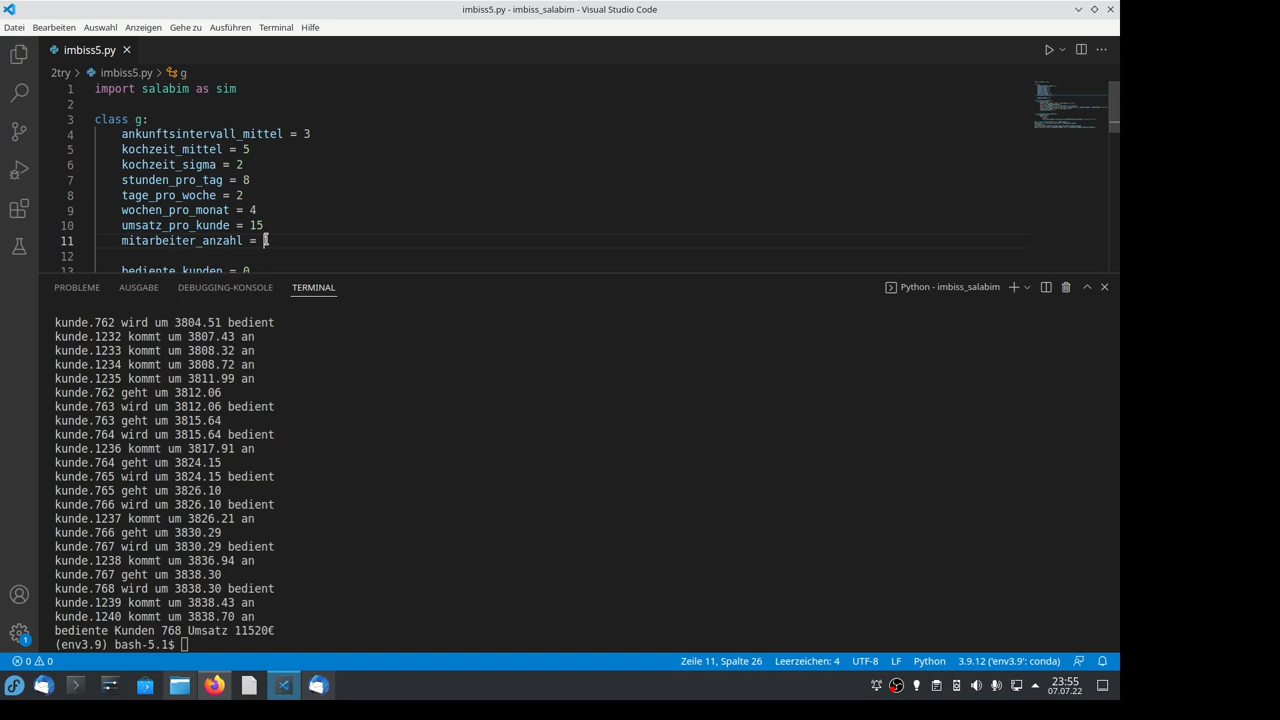 imbiss5.py - imbiss_salabim - Visual Studio Code
Datei Bearbeiten Auswahl Anzeigen Gehe zu Ausführen Terminal Hilfe
imbiss5.py
2try > imbiss5.py > g
1 import salabim as sim
2
3 class g:
4 ankunftsintervall_mittel = 3
5 kochzeit_mittel = 5
6 kochzeit_sigma = 2
7 stunden_pro_tag = 8
8 tage_pro_woche = 2
9 wochen_pro_monat = 4
10 umsatz_pro_kunde = 15
11 mitarbeiter_anzahl =
12
13 bediente_kunden = 0
PROBLEME AUSGABE DEBUGGING-KONSOLE TERMINAL Python - imbiss_salabim
kunde.762 wird um 3804.51 bedient
kunde.1232 kommt um 3807.43 an
kunde.1233 kommt um 3808.32 an
kunde.1234 kommt um 3808.72 an
kunde.1235 kommt um 3811.99 an
kunde.762 geht um 3812.06
kunde.763 wird um 3812.06 bedient
kunde.763 geht um 3815.64
kunde.764 wird um 3815.64 bedient
kunde.1236 kommt um 3817.91 an
kunde.764 geht um 3824.15
kunde.765 wird um 3824.15 bedient
kunde.765 geht um 3826.10
kunde.766 wird um 3826.10 bedient
kunde.1237 kommt um 3826.21 an
kunde.766 geht um 3830.29
kunde.767 wird um 3830.29 bedient
kunde.1238 kommt um 3836.94 an
kunde.767 geht um 3838.30
kunde.768 wird um 3838.30 bedient
kunde.1239 kommt um 3838.43 an
kunde.1240 kommt um 3838.70 an
bediente Kunden 768 Umsatz 11520€
(env3.9) bash-5.1$
0 0 Zeile 11, Spalte 26 Leerzeichen: 4 UTF-8 LF Python 3.9.12 ('env3.9': conda)
23:55
07.07.22